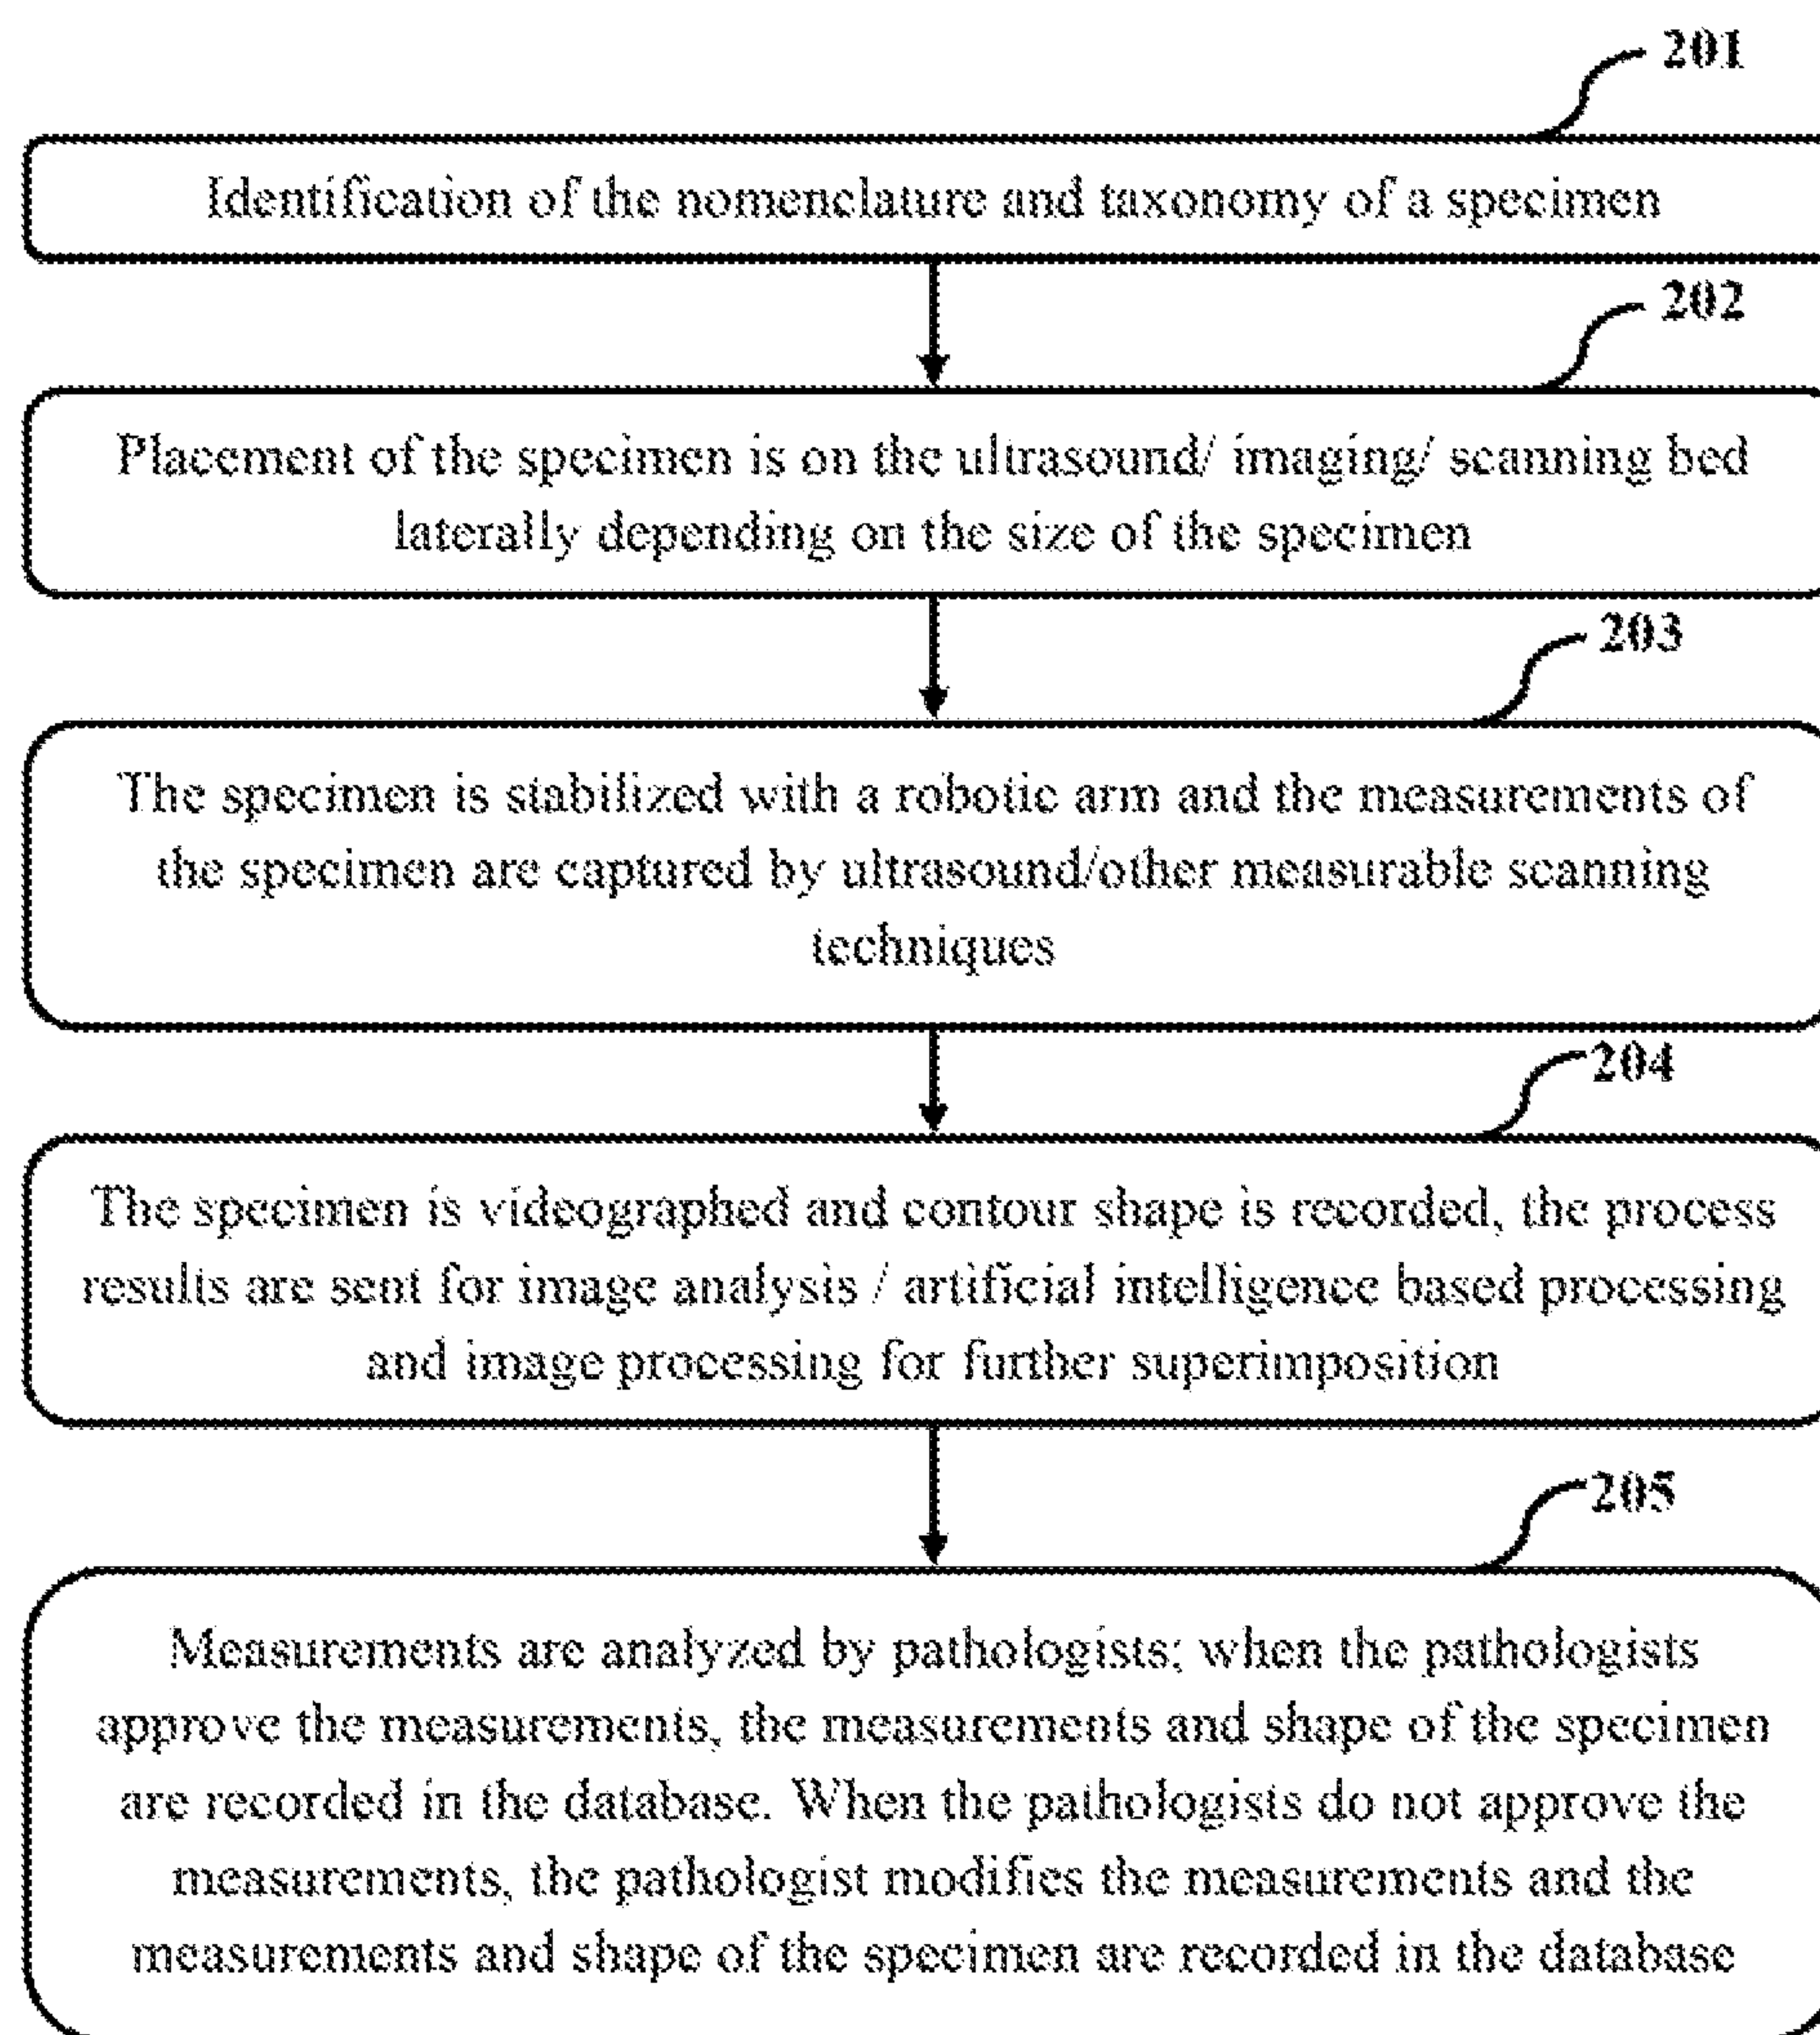 201
Identification of the nomenclature and taxonomy of a specimen
202
Placement of the specimen is on the ultrasound/ imaging/ scanning bed
laterally depending on the size of the specimen
203
The specimen is stabilized with a robotic arm and the measurements of
the specimen are captured by ultrasound/other measurable scanning
techniques
204
The specimen is videographed and contour shape is recorded, the process
results are sent for image analysis / artificial intelligence based processing
and image processing for further superimposition
205
Measurements are analyzed by pathologists; when the pathologists
approve the measurements, the measurements and shape of the specimen
are recorded in the database. When the pathologists do not approve the
measurements, the pathologist modifies the measurements and the
measurements and shape of the specimen are recorded in the database